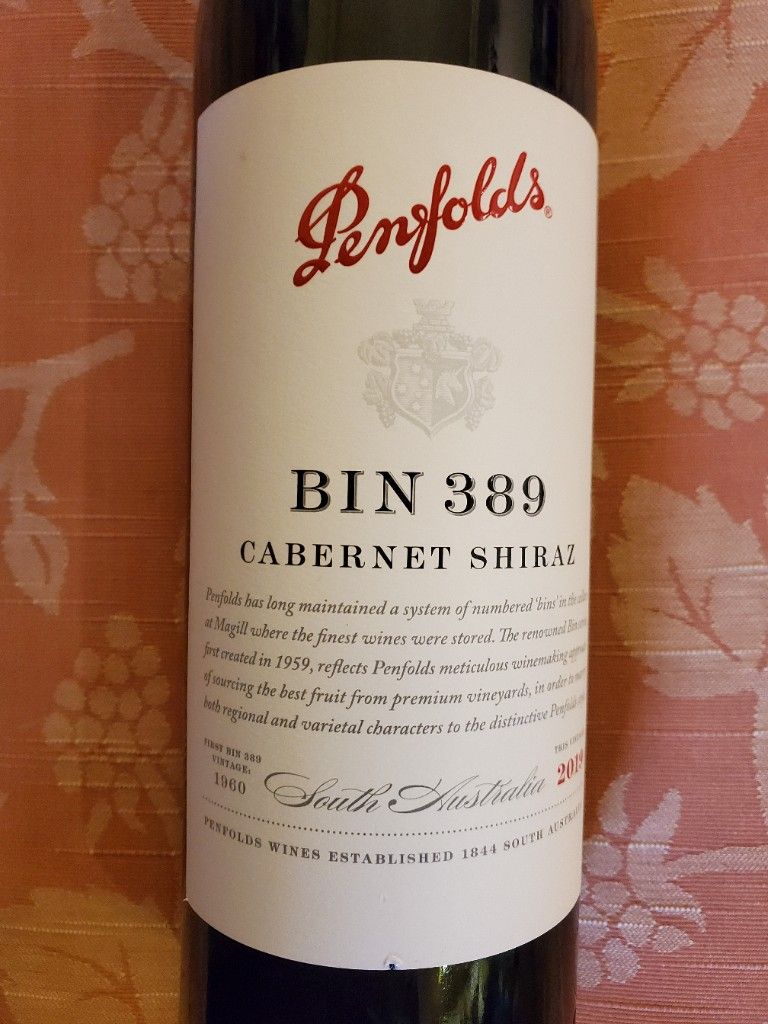 Penfolds®
BIN 389
CABERNET SHIRAZ
Penfolds has long maintained a system of numbered 'bins' in the
at Magill where the finest wines were stored. The renowned Bin
first created in 1959, reflects Penfolds meticulous winemaking
of sourcing the best fruit from premium vineyards, in order to
both regional and varietal characters to the distinctive Penfolds
FIRST BIN 389
VINTAGE:
1960
South Australia
THIS
2019
PENFOLDS WINES ESTABLISHED 1844 SOUTH